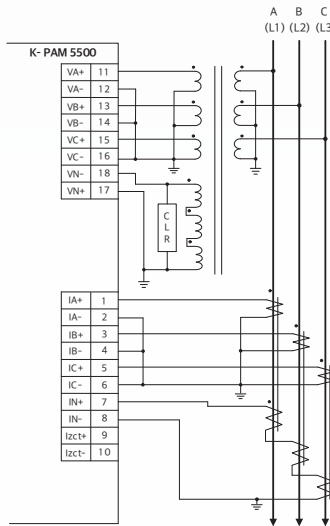 A B C
(L1) (L2) (L3
K- PAM 5500
VA+ 11
VA- 12
VB+ 13
VB- 14
VC+ 15
VC- 16
VN- 18
VN+ 17
C
L
R
IA+ 1
IA- 2
IB+ 3
IB- 4
IC+ 5
IC- 6
IN+ 7
IN- 8
Izct+ 9
Izct- 10